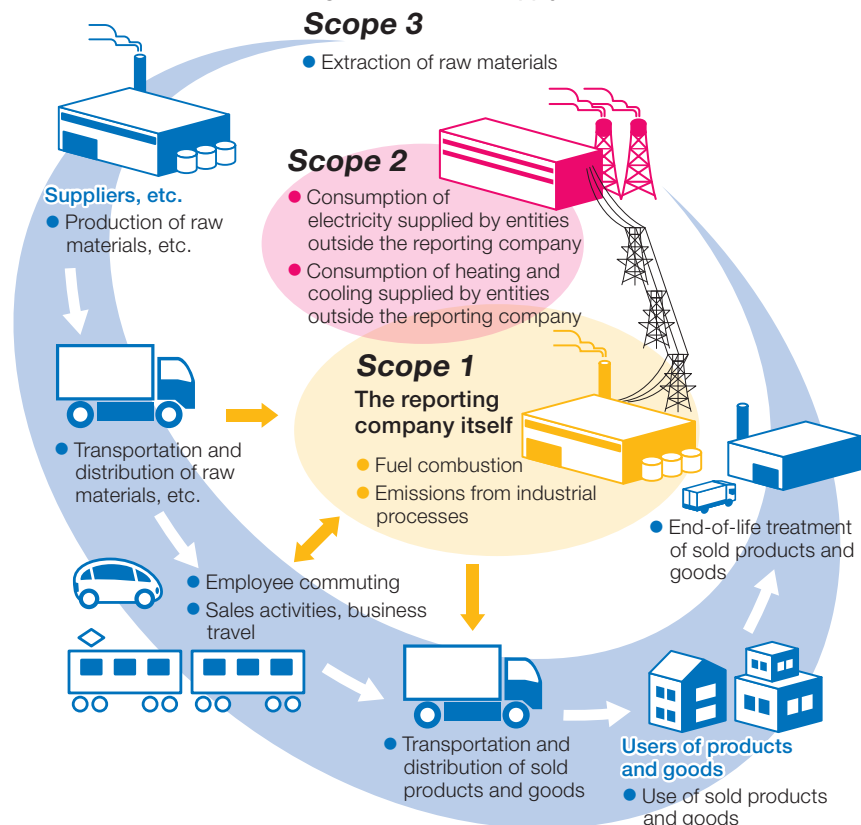 Scope 3
● Extraction of raw materials
Suppliers, etc.
● Production of raw
materials, etc.
Scope 2
● Consumption of
electricity supplied by entities
outside the reporting company
● Consumption of heating and
cooling supplied by entities
outside the reporting company
Scope 1
The reporting
company itself
● Fuel combustion
● Emissions from industrial
processes
● Transportation and
distribution of raw
materials, etc.
● Employee commuting
● Sales activities, business
travel
● Transportation and
distribution of sold
products and goods
Users of products
and goods
● Use of sold products
and goods
● End-of-life treatment
of sold products and
goods